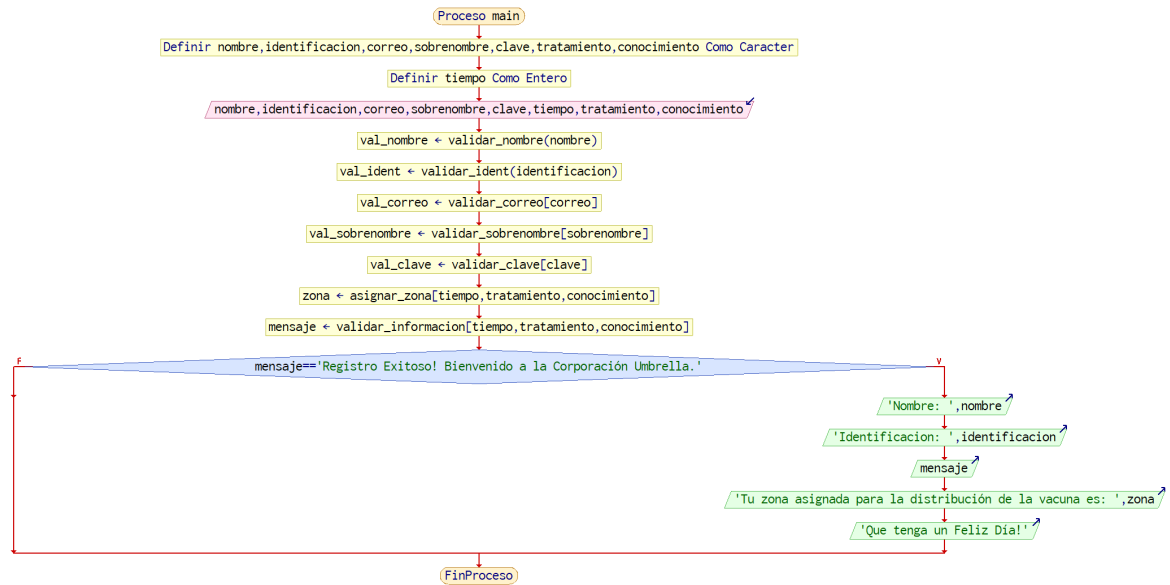 Proceso main
Definir nombre,identificacion,correo,sobrenombre,clave,tratamiento,conocimiento Como Caracter
Definir tiempo Como Entero
nombre,identificacion,correo,sobrenombre,clave,tiempo,tratamiento,conocimiento
val_nombre ← validar_nombre(nombre)
val_ident ← validar_ident(identificacion)
val_correo ← validar_correo[correo]
val_sobrenombre ← validar_sobrenombre[sobrenombre]
val_clave ← validar_clave[clave]
zona ← asignar_zona[tiempo,tratamiento,conocimiento]
mensaje ← validar_informacion[tiempo,tratamiento,conocimiento]
F
mensaje=='Registro Exitoso! Bienvenido a la Corporación Umbrella.'
V
'Nombre: ',nombre
'Identificacion: ',identificacion
mensaje
'Tu zona asignada para la distribución de la vacuna es: ',zona
'Que tenga un Feliz Dia!'
FinProceso